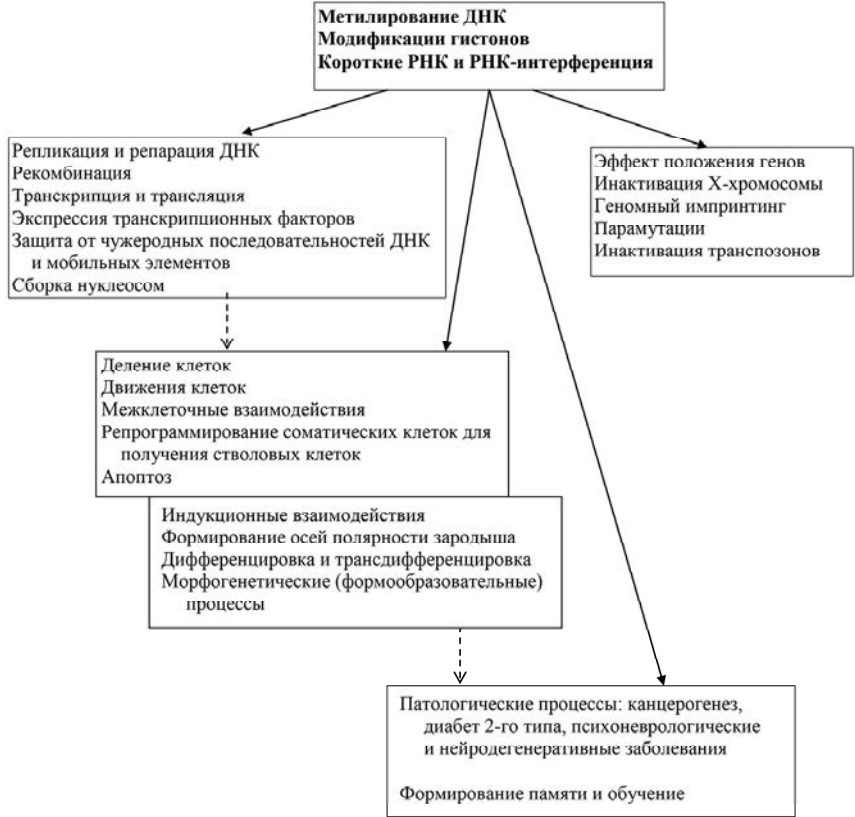 Метилирование ДНК
Модификации гистонов
Короткие РНК и РНК-интерференция
Репликация и репарация ДНК
Рекомбинация
Транскрипция и трансляция
Экспрессия транскрипционных факторов
Защита от чужеродных последовательностей ДНК
и мобильных элементов
Сборка нуклеосом
Эффект положения генов
Инактивация X-хромосомы
Геномный импринтинг
Парамутации
Инактивация транспозонов
Деление клеток
Движения клеток
Межклеточные взаимодействия
Репрограммирование соматических клеток для
получения стволовых клеток
Апоптоз
Индукционные взаимодействия
Формирование осей полярности зародыша
Дифференцировка и трансдифференцировка
Морфогенетические (формообразовательные)
процессы
Патологические процессы: канцерогенез,
диабет 2-го типа, психоневрологические
и нейродегенеративные заболевания
Формирование памяти и обучение